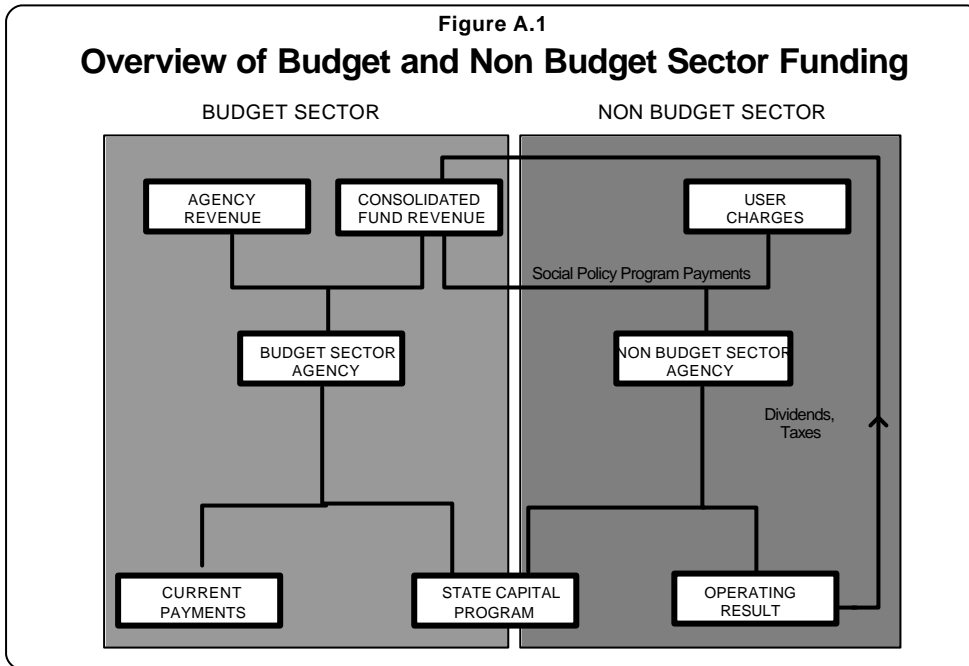 Figure A.1
Overview of Budget and Non Budget Sector Funding
BUDGET SECTOR
NON BUDGET SECTOR
AGENCY
REVENUE
CONSOLIDATED
FUND REVENUE
USER
CHARGES
Social Policy Program Payments
BUDGET SECTOR
AGENCY
NON BUDGET SECTOR
AGENCY
Dividends,
Taxes
CURRENT
PAYMENTS
STATE CAPITAL
PROGRAM
OPERATING
RESULT